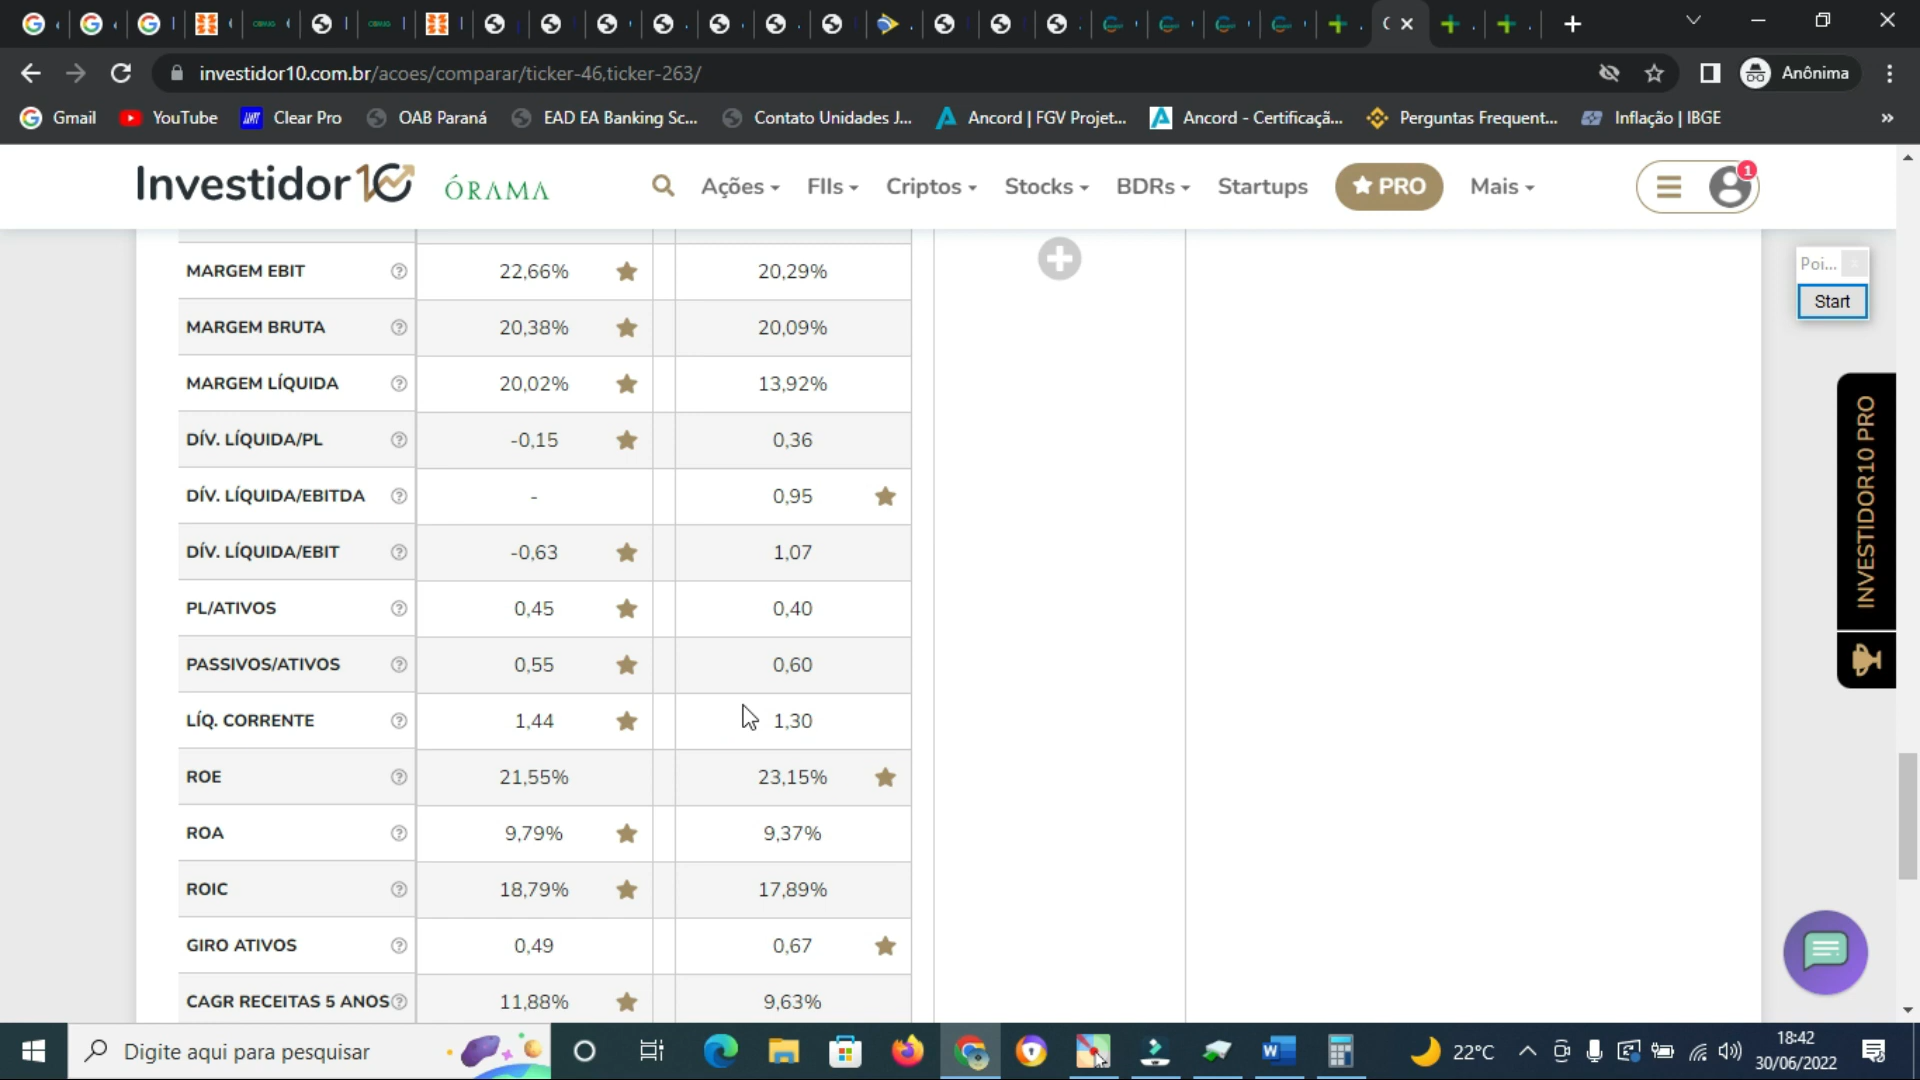 investidor10.com.br/acoes/comparar/ticker-46,ticker-263/
Anônima
Gmail
YouTube
Clear Pro
OAB Paraná
EAD EA Banking Sc...
Contato Unidades J...
Ancord | FGV Projet...
Ancord - Certificaçã...
Perguntas Frequent...
Inflação | IBGE
»
Investidor10
ÓRAMA
Ações
FIIs
Criptos
Stocks
BDRs
Startups
PRO
Mais
1
Poi...
Start
INVESTIDOR10 PRO
MARGEM EBIT 22,66% 20,29%
MARGEM BRUTA 20,38% 20,09%
MARGEM LÍQUIDA 20,02% 13,92%
DÍV. LÍQUIDA/PL -0,15 0,36
DÍV. LÍQUIDA/EBITDA - 0,95
DÍV. LÍQUIDA/EBIT -0,63 1,07
PL/ATIVOS 0,45 0,40
PASSIVOS/ATIVOS 0,55 0,60
LÍQ. CORRENTE 1,44 1,30
ROE 21,55% 23,15%
ROA 9,79% 9,37%
ROIC 18,79% 17,89%
GIRO ATIVOS 0,49 0,67
CAGR RECEITAS 5 ANOS 11,88% 9,63%
Digite aqui para pesquisar
22°C
18:42
30/06/2022